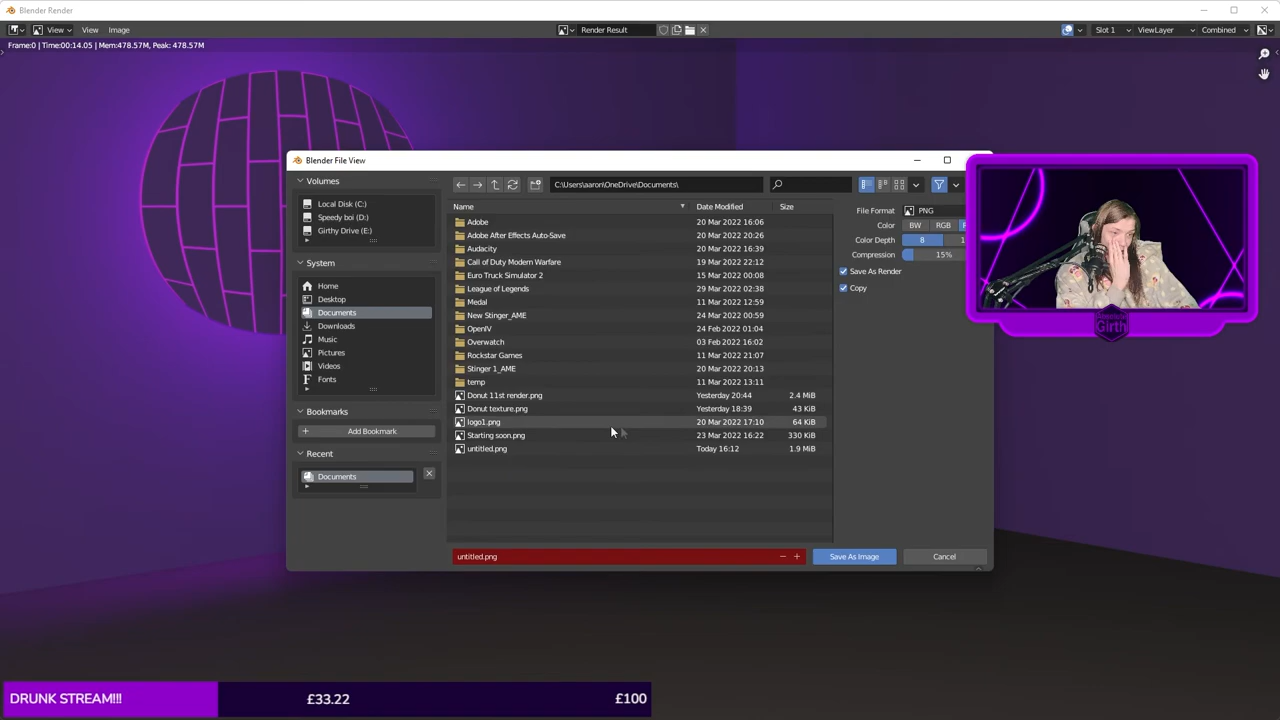 Blender Render
View View Image Render Result Slot 1 ViewLayer Combined
Frame:0 | Time:00:14.05 | Mem:478.57M, Peak: 478.57M
Blender File View
Volumes
Local Disk (C:)
Speedy boi (D:)
Girthy Drive (E:)
System
Home
Desktop
Documents
Downloads
Music
Pictures
Videos
Fonts
Bookmarks
Add Bookmark
Recent
Documents
C:\Users\aaron\OneDrive\Documents\
Name Date Modified Size
Adobe 20 Mar 2022 16:06
Adobe After Effects Auto-Save 20 Mar 2022 20:26
Audacity 20 Mar 2022 16:39
Call of Duty Modern Warfare 19 Mar 2022 22:12
Euro Truck Simulator 2 15 Mar 2022 00:08
League of Legends 29 Mar 2022 02:38
Medal 11 Mar 2022 12:59
New Stinger_AME 24 Mar 2022 00:59
OpenIV 24 Feb 2022 01:04
Overwatch 03 Feb 2022 16:02
Rockstar Games 11 Mar 2022 21:07
Stinger 1_AME 20 Mar 2022 20:13
temp 11 Mar 2022 13:11
Donut 11st render.png Yesterday 20:44 2.4 MiB
Donut texture.png Yesterday 18:39 43 KiB
logo1.png 20 Mar 2022 17:10 64 KiB
Starting soon.png 23 Mar 2022 16:22 330 KiB
untitled.png Today 16:12 1.9 MiB
untitled.png
Save As Image Cancel
File Format PNG
Color BW RGB
Color Depth 8
Compression 15%
Save As Render
Copy
Girth
DRUNK STREAM!!! £33.22 £100